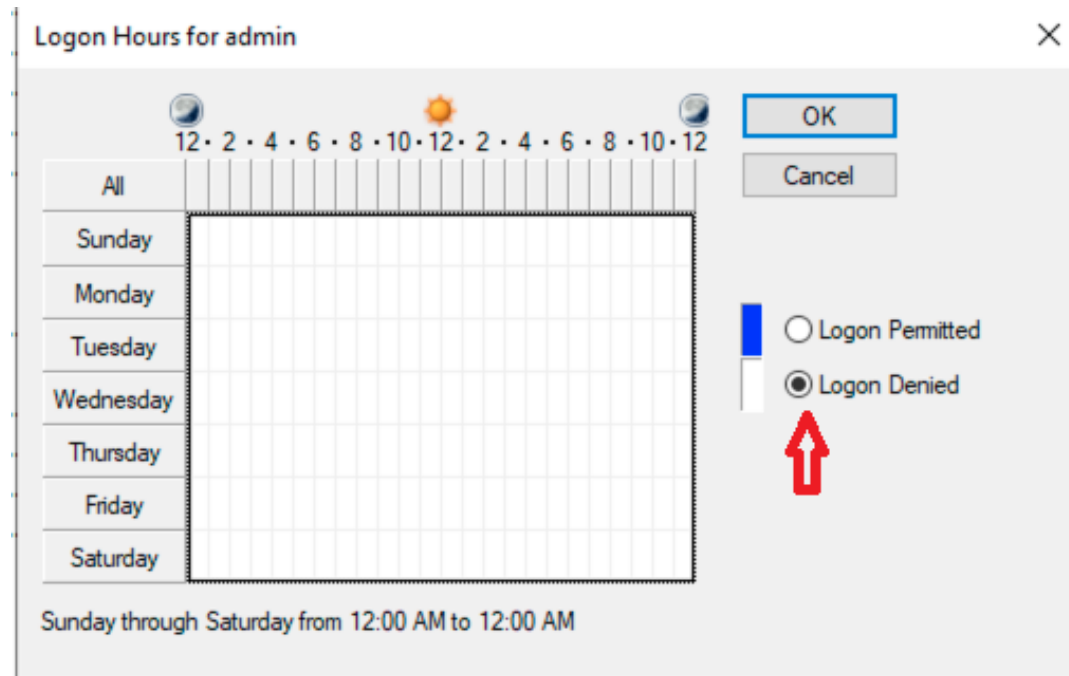 Logon Hours for admin
12 · 2 · 4 · 6 · 8 · 10 · 12 · 2 · 4 · 6 · 8 · 10 · 12
OK
All
Cancel
Sunday
Monday
Tuesday
Logon Permitted
Wednesday
Logon Denied
Thursday
Friday
Saturday
Sunday through Saturday from 12:00 AM to 12:00 AM